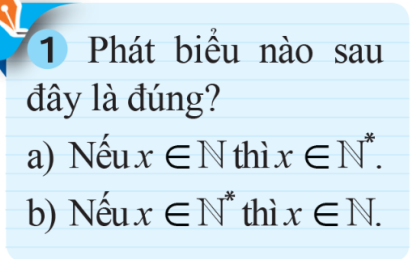 1 Phát biểu nào sau
đây là đúng?
a) Nếu x ∈ ℕ thì x ∈ ℕ*.
b) Nếu x ∈ ℕ* thì x ∈ ℕ.